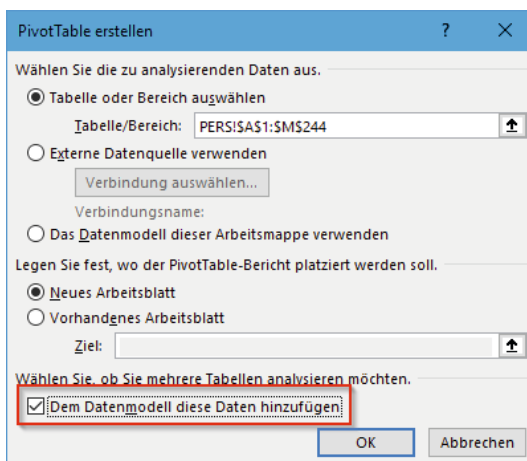 PivotTable erstellen ?
Wählen Sie die zu analysierenden Daten aus.
Tabelle oder Bereich auswählen
Tabelle/Bereich: PERS!$A$1:$M$244
Externe Datenquelle verwenden
Verbindung auswählen...
Verbindungsname:
Das Datenmodell dieser Arbeitsmappe verwenden
Legen Sie fest, wo der PivotTable-Bericht platziert werden soll.
Neues Arbeitsblatt
Vorhandenes Arbeitsblatt
Ziel:
Wählen Sie, ob Sie mehrere Tabellen analysieren möchten.
Dem Datenmodell diese Daten hinzufügen
OK Abbrechen